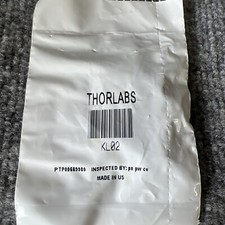 THORLABS
KL02
INSPECTED BY:
MADE IN US